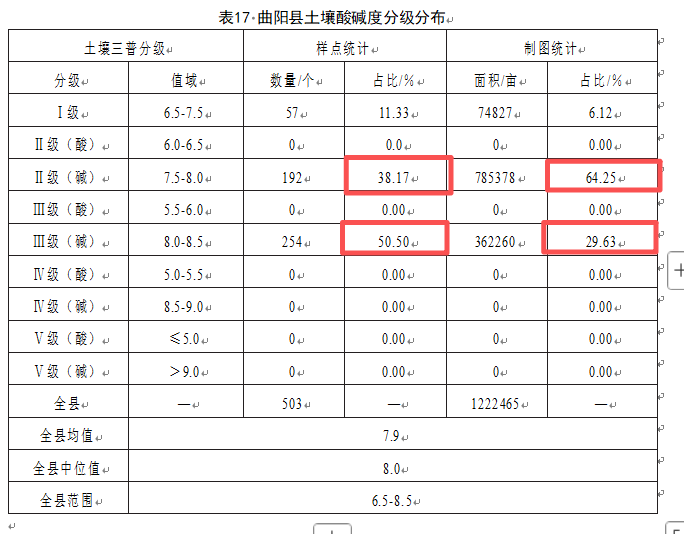 表17·曲阳县土壤酸碱度分级分布
土壤三普分级 样点统计 制图统计
分级 值域 数量/个 占比/% 面积/亩 占比/%
Ⅰ级 6.5-7.5 57 11.33 74827 6.12
Ⅱ级（酸） 6.0-6.5 0 0.0 0 0.00
Ⅱ级（碱） 7.5-8.0 192 38.17 785378 64.25
Ⅲ级（酸） 5.5-6.0 0 0.00 0 0.00
Ⅲ级（碱） 8.0-8.5 254 50.50 362260 29.63
Ⅳ级（酸） 5.0-5.5 0 0.00 0 0.00
Ⅳ级（碱） 8.5-9.0 0 0.00 0 0.00
Ⅴ级（酸） ≤5.0 0 0.00 0 0.00
Ⅴ级（碱） ＞9.0 0 0.00 0 0.00
全县 — 503 — 1222465 —
全县均值 7.9
全县中位值 8.0
全县范围 6.5-8.5